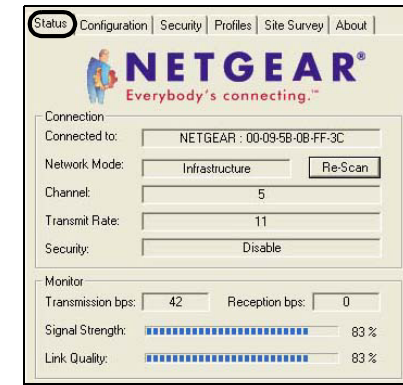 Status Configuration Security Profiles Site Survey About
NETGEAR®
Everybody's connecting.™
Connection
Connected to: NETGEAR : 00-09-5B-0B-FF-3C
Network Mode: Infrastructure Re-Scan
Channel: 5
Transmit Rate: 11
Security: Disable
Monitor
Transmission bps: 42 Reception bps: 0
Signal Strength: 83 %
Link Quality: 83 %